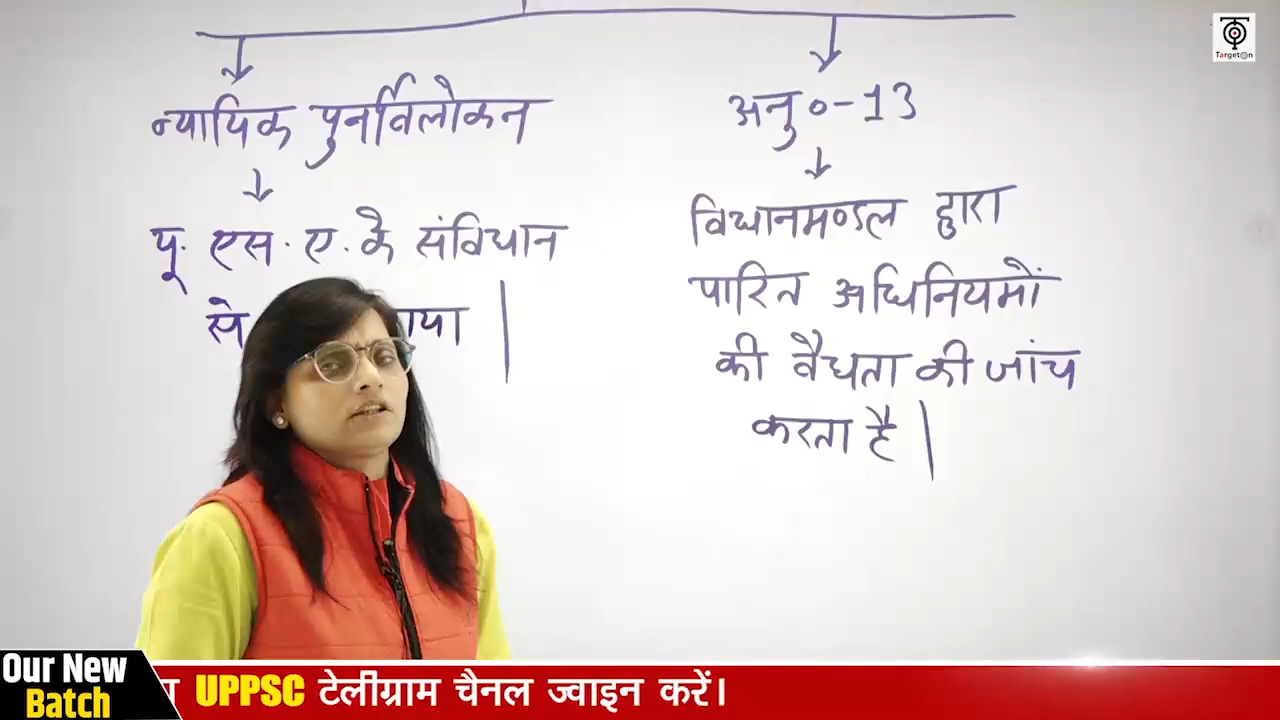 Target@n
न्यायिक पुनर्विलोकन
यू. एस. ए. के संविधान
से
अनु०-13
विधानमण्डल द्वारा
पारित अधिनियमों
की वैधता की जांच
करता है |
Our New
Batch
UPPSC टेलीग्राम चैनल ज्वाइन करें।